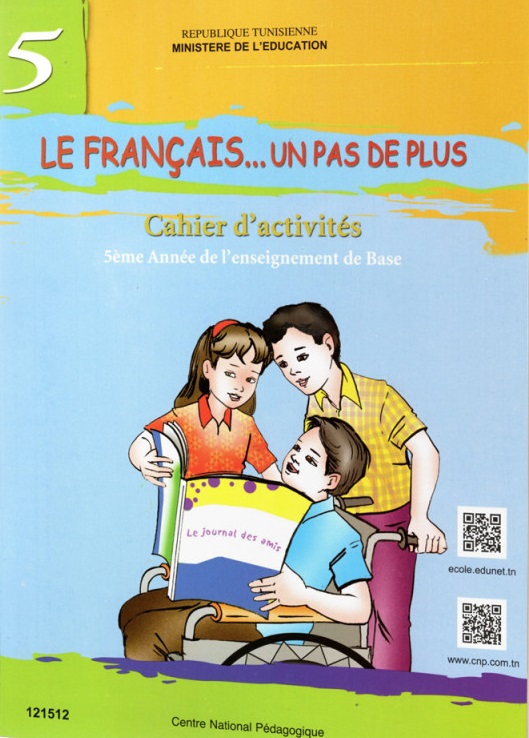 5
REPUBLIQUE TUNISIENNE
MINISTERE DE L'EDUCATION
LE FRANÇAIS... UN PAS DE PLUS
Cahier d'activités
5ème Année de l'enseignement de Base
Le journal des amis
ecole.edunet.tn
www.cnp.com.tn
121512
Centre National Pédagogique